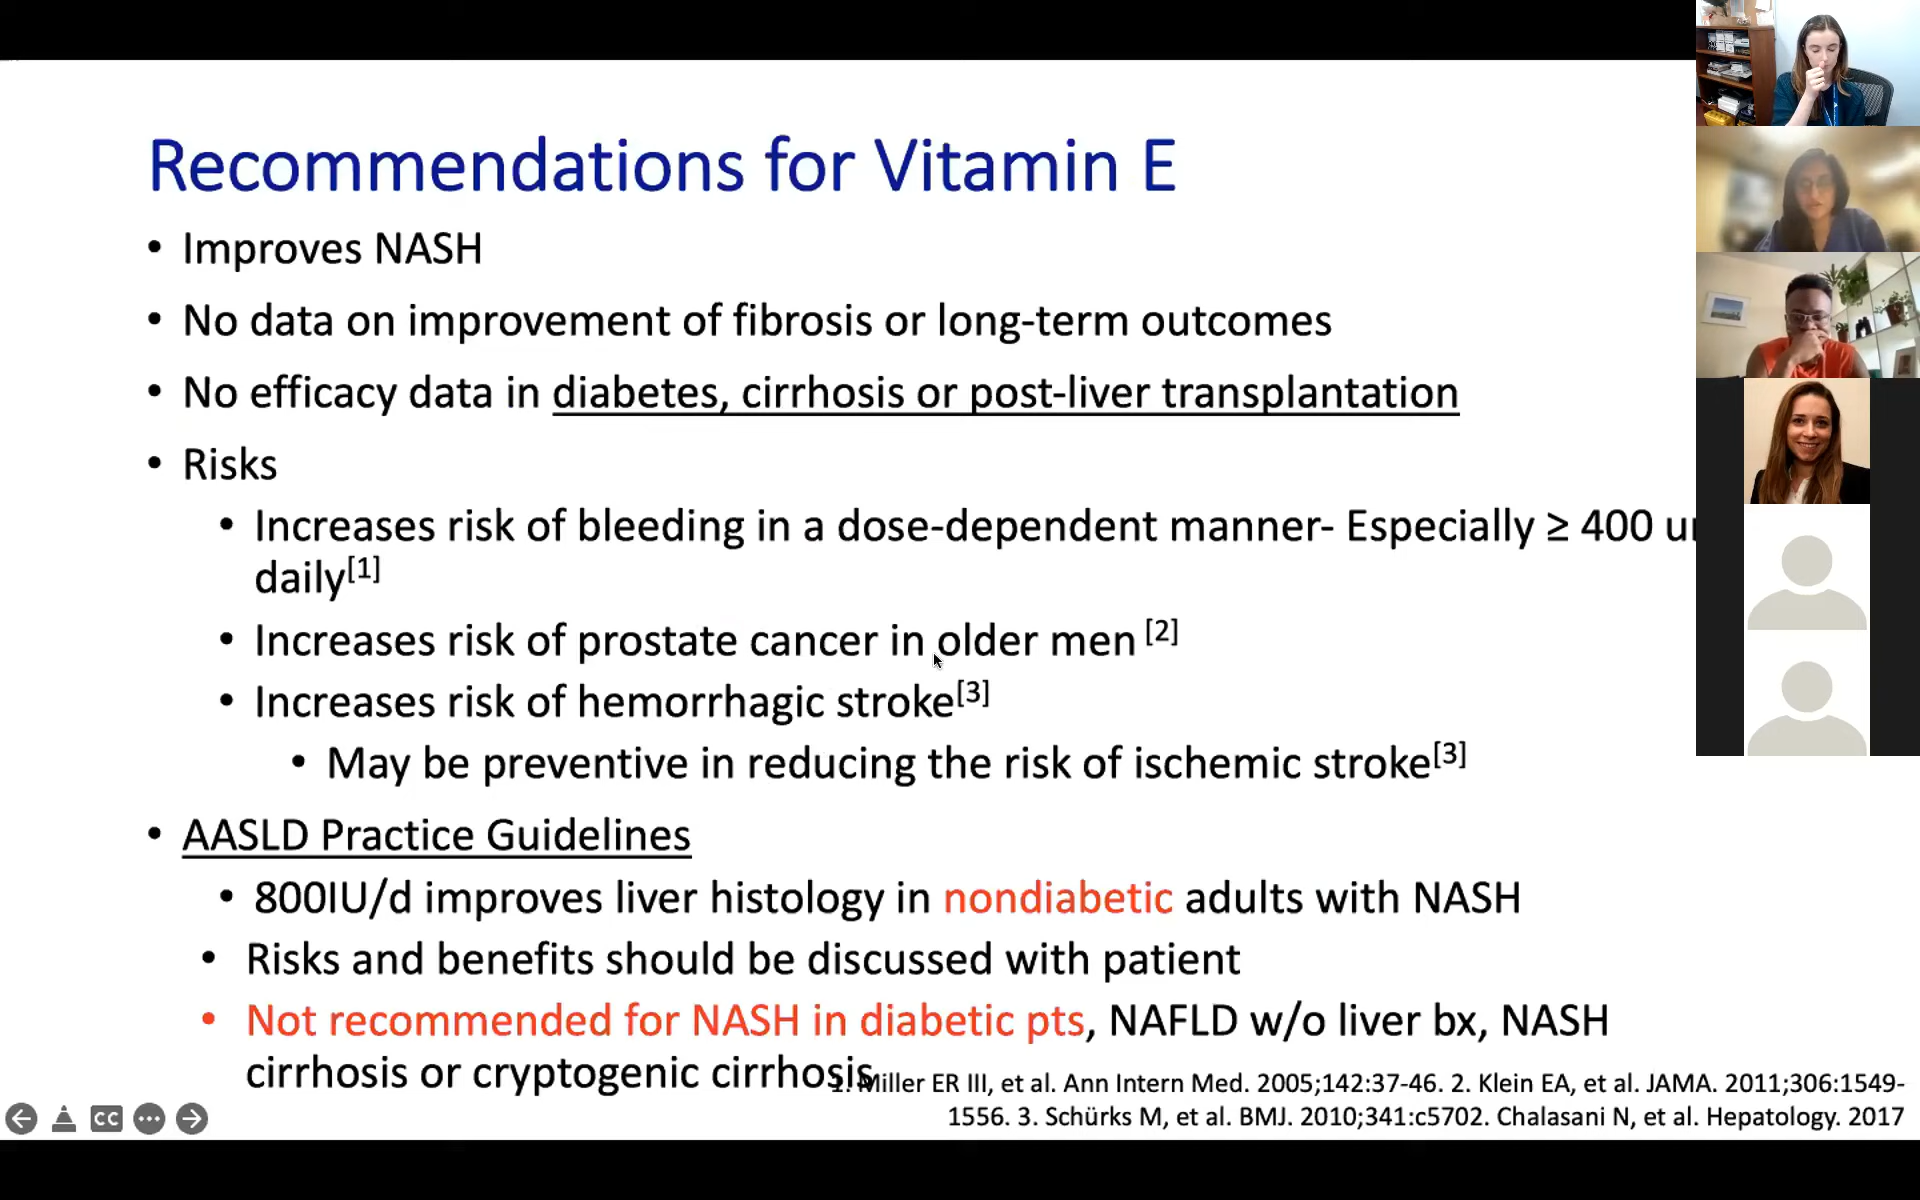 Recommendations for Vitamin E
• Improves NASH
• No data on improvement of fibrosis or long-term outcomes
• No efficacy data in diabetes, cirrhosis or post-liver transplantation
• Risks
• Increases risk of bleeding in a dose-dependent manner- Especially ≥ 400
daily[1]
• Increases risk of prostate cancer in older men [2]
• Increases risk of hemorrhagic stroke[3]
• May be preventive in reducing the risk of ischemic stroke[3]
• AASLD Practice Guidelines
• 800IU/d improves liver histology in nondiabetic adults with NASH
• Risks and benefits should be discussed with patient
• Not recommended for NASH in diabetic pts, NAFLD w/o liver bx, NASH
cirrhosis or cryptogenic cirrhosis
1. Miller ER III, et al. Ann Intern Med. 2005;142:37-46. 2. Klein EA, et al. JAMA. 2011;306:1549-
1556. 3. Schürks M, et al. BMJ. 2010;341:c5702. Chalasani N, et al. Hepatology. 2017
CC